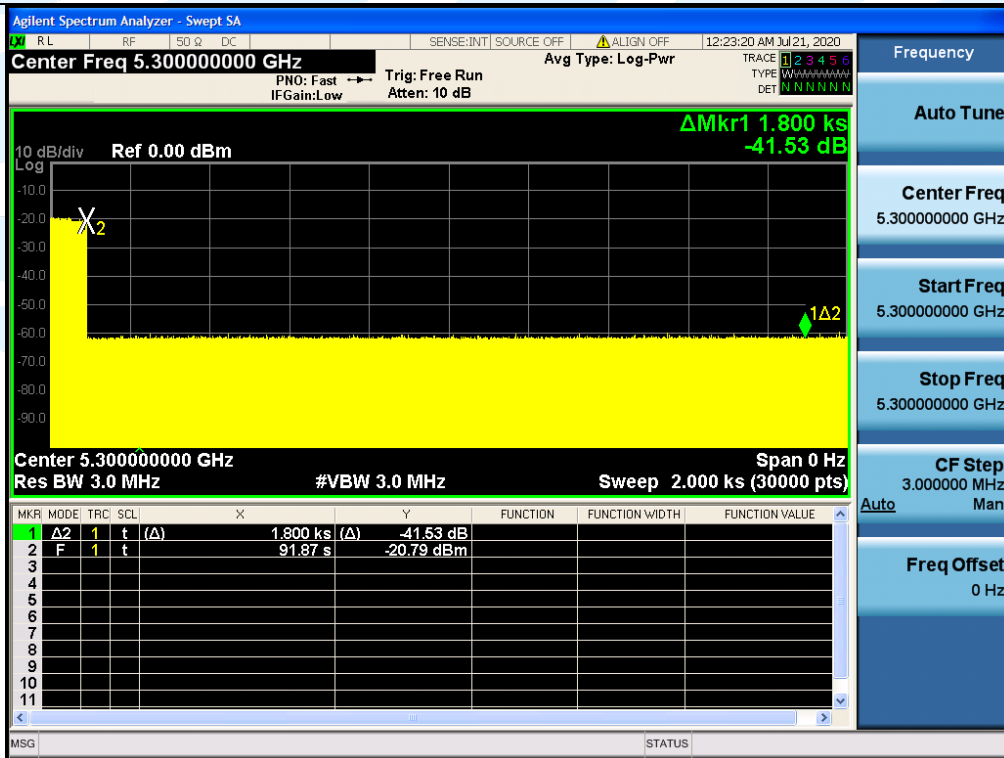 Agilent Spectrum Analyzer - Swept SA
LXI RL RF 50 Ω DC SENSE:INT SOURCE OFF ALIGN OFF 12:23:20 AM Jul 21, 2020
Center Freq 5.300000000 GHz Avg Type: Log-Pwr TRACE 1 2 3 4 5 6
PNO: Fast Trig: Free Run TYPE WWWWWW
IFGain:Low Atten: 10 dB DET N N N N N N
ΔMkr1 1.800 ks
-41.53 dB
10 dB/div Ref 0.00 dBm
Log
-10.0
-20.0
2
-30.0
-40.0
-50.0
1Δ2
-60.0
-70.0
-80.0
-90.0
Center 5.300000000 GHz Span 0 Hz
Res BW 3.0 MHz #VBW 3.0 MHz Sweep 2.000 ks (30000 pts)
MKR MODE TRC SCL X Y FUNCTION FUNCTION WIDTH FUNCTION VALUE
1 Δ2 1 t (Δ) 1.800 ks (Δ) -41.53 dB
2 F 1 t 91.87 s -20.79 dBm
3
4
5
6
7
8
9
10
11
MSG STATUS
Frequency
Auto Tune
Center Freq
5.300000000 GHz
Start Freq
5.300000000 GHz
Stop Freq
5.300000000 GHz
CF Step
3.000000 MHz
Auto Man
Freq Offset
0 Hz